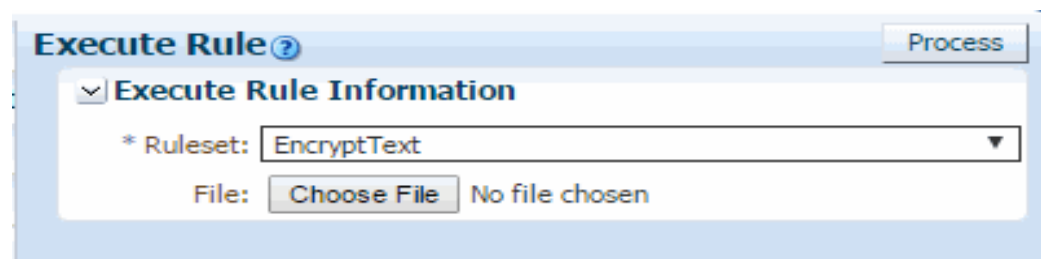 Execute Rule ? Process
Execute Rule Information
* Ruleset: EncryptText
File: Choose File No file chosen